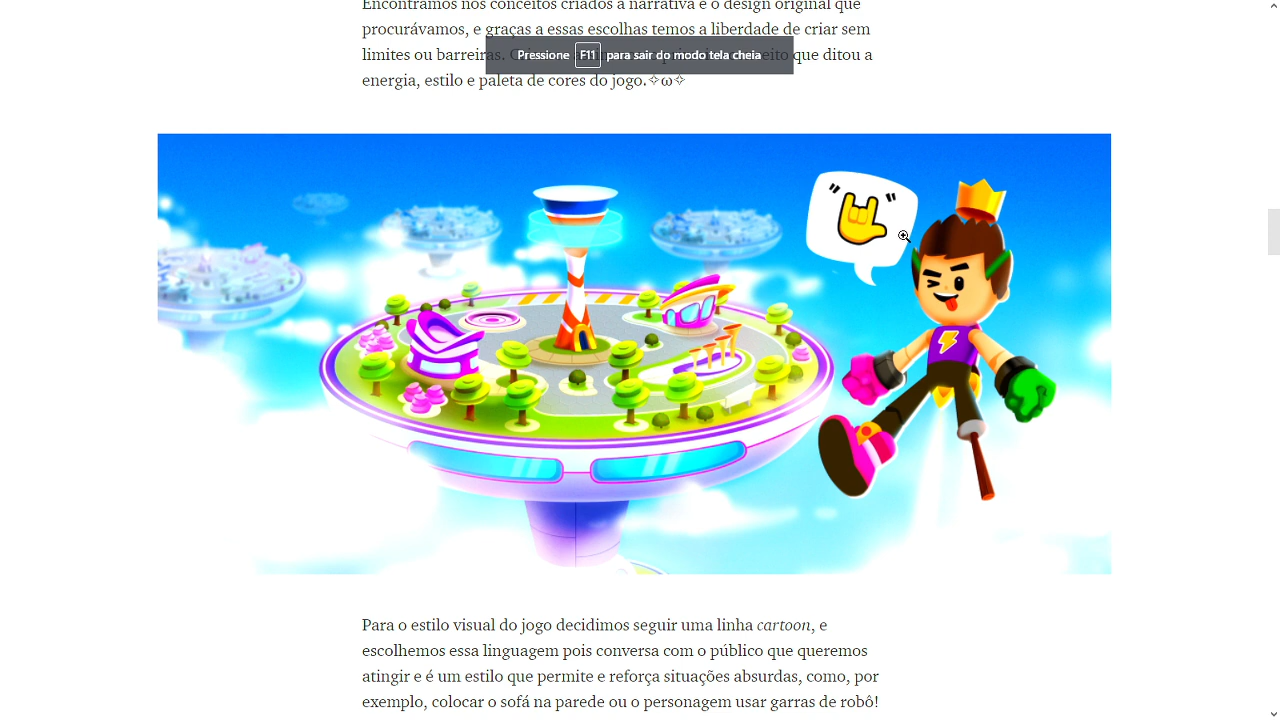 Encontramos nos conceitos criados a narrativa e o design original que
procurávamos, e graças a essas escolhas temos a liberdade de criar sem
limites ou barreiras.
que ditou a
Pressione F11 para sair do modo tela cheia
energia, estilo e paleta de cores do jogo.✧ω✧
Para o estilo visual do jogo decidimos seguir uma linha cartoon, e
escolhemos essa linguagem pois conversa com o público que queremos
atingir e é um estilo que permite e reforça situações absurdas, como, por
exemplo, colocar o sofá na parede ou o personagem usar garras de robô!